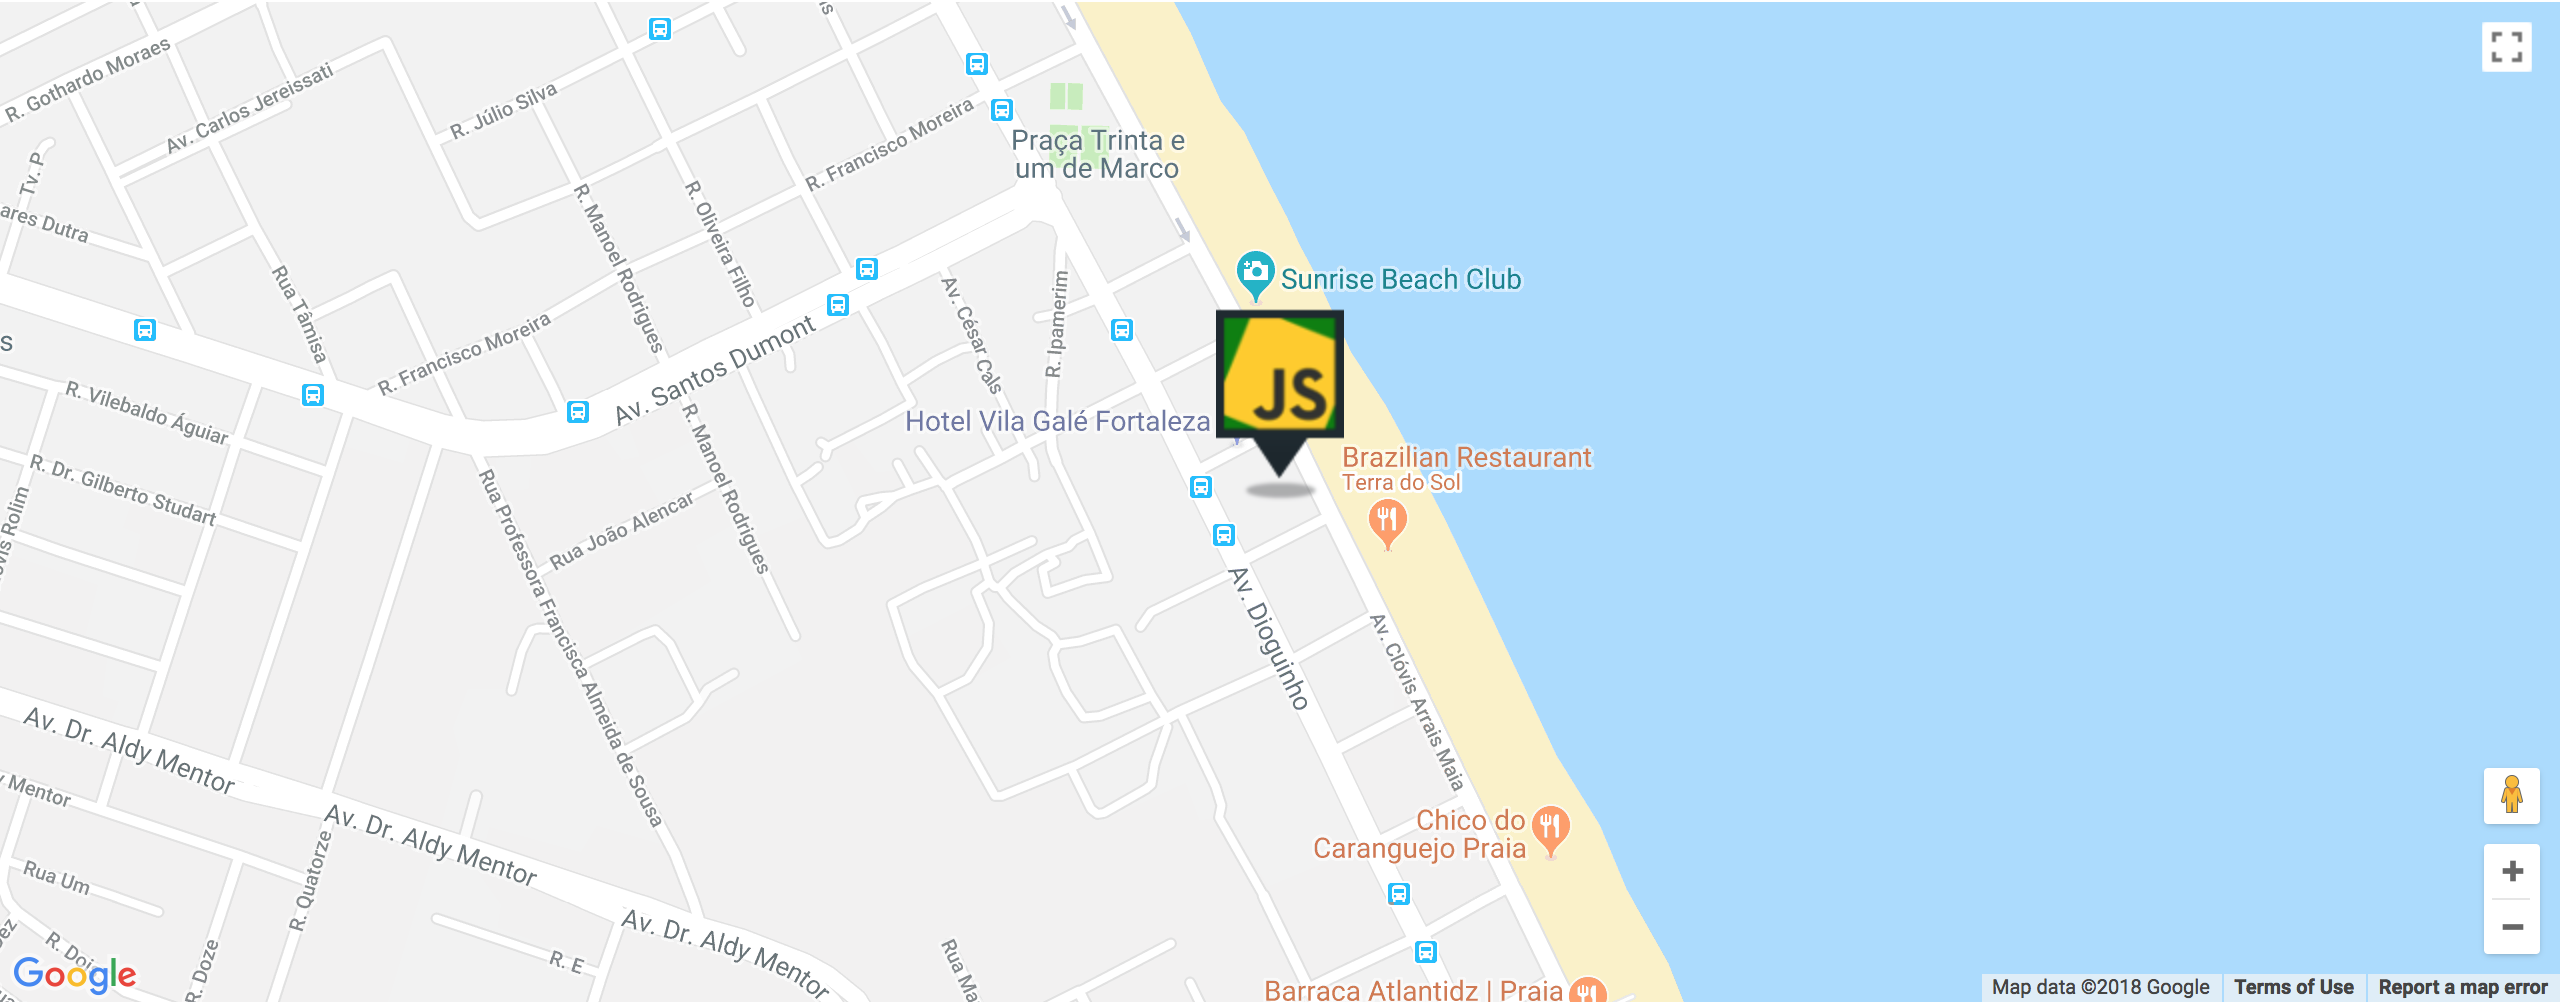 R. Gothardo Moraes
Av. Carlos Jereissati
R. Júlio Silva
R. Francisco Moreira
Praça Trinta e
um de Marco
Tv. P
ares Dutra
Rua Tâmisa
R. Manoel Rodrigues
R. Oliveira Filho
Av. César Cals
R. Ipamerim
Sunrise Beach Club
s
R. Francisco Moreira
Av. Santos Dumont
JS
Hotel Vila Galé Fortaleza
Brazilian Restaurant
Terra do Sol
R. Vilebaldo Águiar
R. Dr. Gilberto Studart
R. Manoel Rodrigues
Rua João Alencar
Rua Professora Francisca Almeida de Sousa
Av. Dioguinho
Av. Clóvis Arrais Maia
Av. Dr. Aldy Mentor
Mentor
Av. Dr. Aldy Mentor
Chico do
Caranguejo Praia
R. Quatorze
Rua Um
R. Doze
R. E
Av. Dr. Aldy Mentor
Rua Ma
Barraca Atlantidz | Praia
Google
Map data ©2018 Google
Terms of Use
Report a map error